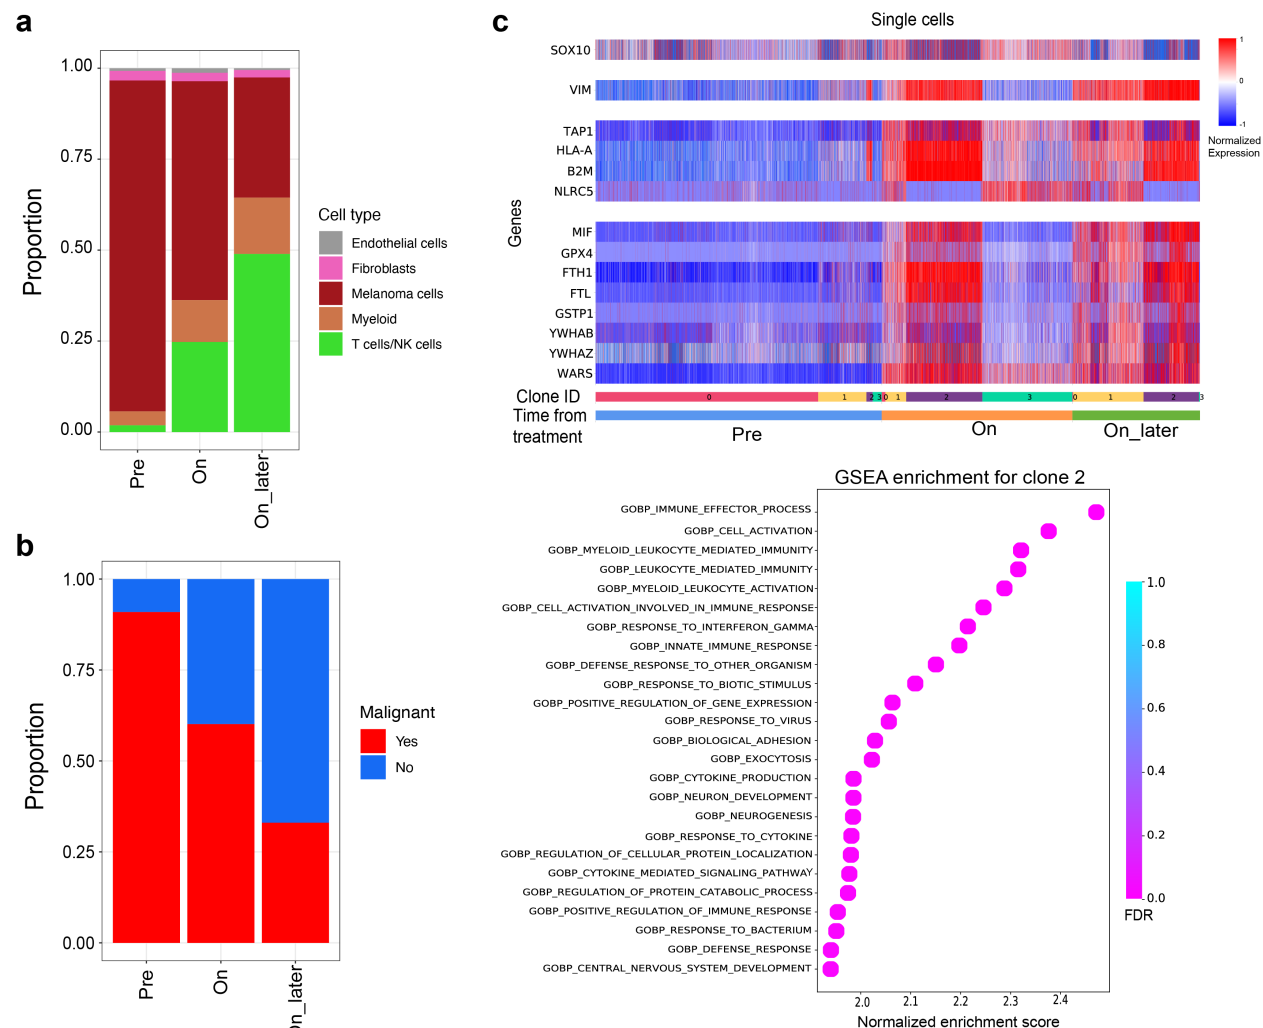 a
1.00
0.75
0.50
0.25
0.00
Proportion
Pre
On
On_later
Cell type
Endothelial cells
Fibroblasts
Melanoma cells
Myeloid
T cells/NK cells
b
1.00
0.75
0.50
0.25
0.00
Proportion
Pre
On
On_later
Malignant
Yes
No
c
Single cells
Genes
SOX10
VIM
TAP1
HLA-A
B2M
NLRC5
MIF
GPX4
FTH1
FTL
GSTP1
YWHAB
YWHAZ
WARS
1
0
-1
Normalized
Expression
Clone ID
0 1 2 3 0 1 2 3 0 1 2 3
Time from
treatment
Pre
On
On_later
GSEA enrichment for clone 2
GOBP_IMMUNE_EFFECTOR_PROCESS
GOBP_CELL_ACTIVATION
GOBP_MYELOID_LEUKOCYTE_MEDIATED_IMMUNITY
GOBP_LEUKOCYTE_MEDIATED_IMMUNITY
GOBP_MYELOID_LEUKOCYTE_ACTIVATION
GOBP_CELL_ACTIVATION_INVOLVED_IN_IMMUNE_RESPONSE
GOBP_RESPONSE_TO_INTERFERON_GAMMA
GOBP_INNATE_IMMUNE_RESPONSE
GOBP_DEFENSE_RESPONSE_TO_OTHER_ORGANISM
GOBP_RESPONSE_TO_BIOTIC_STIMULUS
GOBP_POSITIVE_REGULATION_OF_GENE_EXPRESSION
GOBP_RESPONSE_TO_VIRUS
GOBP_BIOLOGICAL_ADHESION
GOBP_EXOCYTOSIS
GOBP_CYTOKINE_PRODUCTION
GOBP_NEURON_DEVELOPMENT
GOBP_NEUROGENESIS
GOBP_RESPONSE_TO_CYTOKINE
GOBP_REGULATION_OF_CELLULAR_PROTEIN_LOCALIZATION
GOBP_CYTOKINE_MEDIATED_SIGNALING_PATHWAY
GOBP_REGULATION_OF_PROTEIN_CATABOLIC_PROCESS
GOBP_POSITIVE_REGULATION_OF_IMMUNE_RESPONSE
GOBP_RESPONSE_TO_BACTERIUM
GOBP_DEFENSE_RESPONSE
GOBP_CENTRAL_NERVOUS_SYSTEM_DEVELOPMENT
2.0 2.1 2.2 2.3 2.4
Normalized enrichment score
1.0
0.8
0.6
0.4
0.2
0.0
FDR